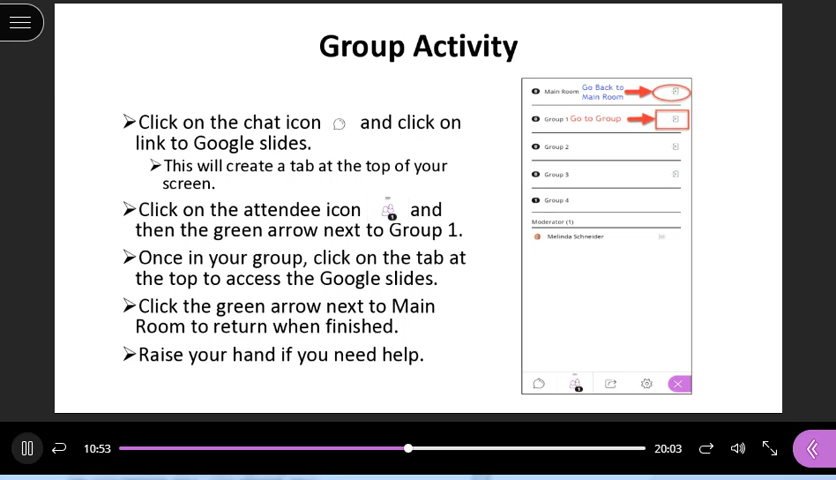 Group Activity
➢Click on the chat icon and click on
link to Google slides.
➢This will create a tab at the top of your
screen.
➢Click on the attendee icon and
then the green arrow next to Group 1.
➢Once in your group, click on the tab at
the top to access the Google slides.
➢Click the green arrow next to Main
Room to return when finished.
➢Raise your hand if you need help.
Main Room Go Back to
Main Room
Group 1 Go to Group
Group 2
Group 3
Group 4
Moderator (1)
Melinda Schneider
10:53
20:03